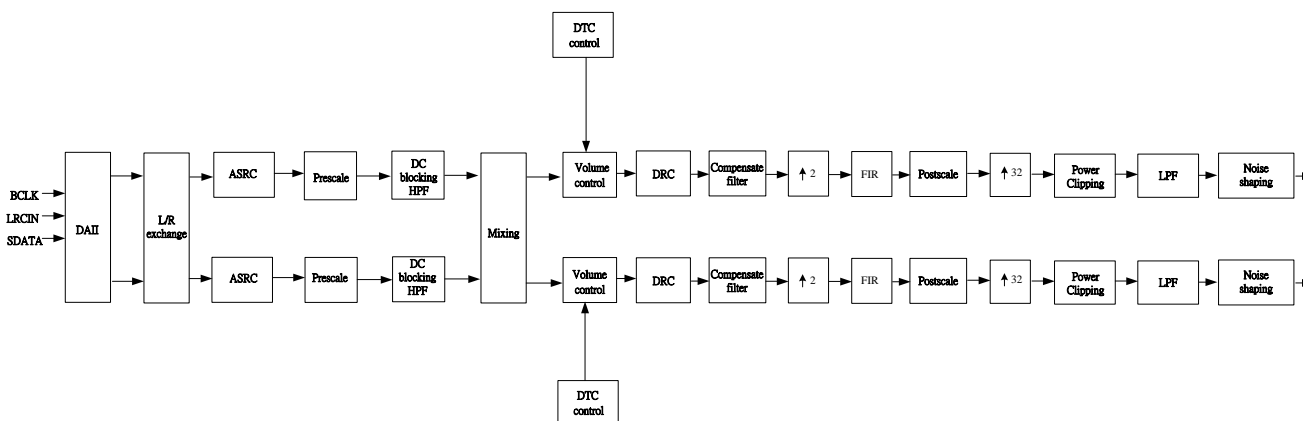 DTC
control
BCLK
LRCIN
SDATA
DAII
L/R
exchange
ASRC
Prescale
DC
blocking
HPF
Mixing
Volume
control
DRC
Compensate
filter
↑ 2
FIR
Postscale
↑ 32
Power
Clipping
LPF
Noise
shaping
ASRC
Prescale
DC
blocking
HPF
Volume
control
DRC
Compensate
filter
↑ 2
FIR
Postscale
↑ 32
Power
Clipping
LPF
Noise
shaping
DTC
control